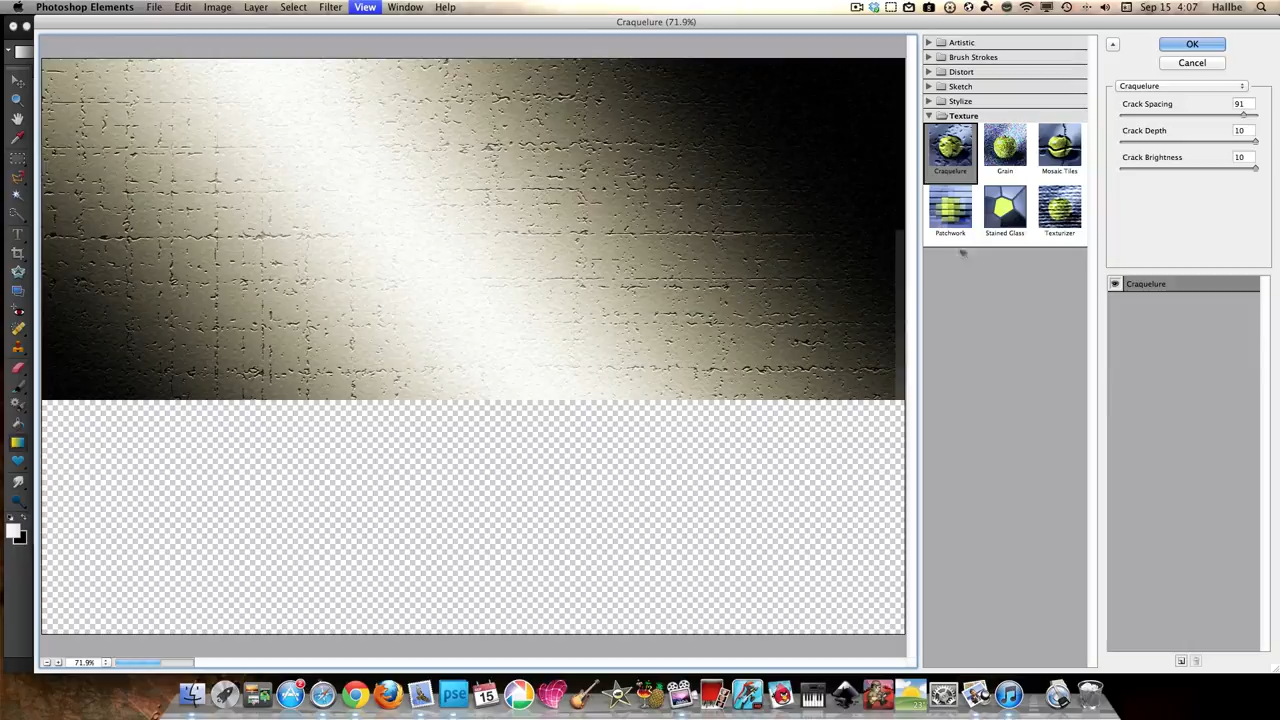 Photoshop Elements File Edit Image Layer Select Filter View Window Help Sep 15 4:07 Hallbe
Craquelure (71.9%)
Artistic
Brush Strokes
Distort
Sketch
Stylize
Texture
Craquelure Grain Mosaic Tiles
Patchwork Stained Glass Texturizer
OK
Cancel
Craquelure
Crack Spacing 91
Crack Depth 10
Crack Brightness 10
Craquelure
71.9%
pse
15